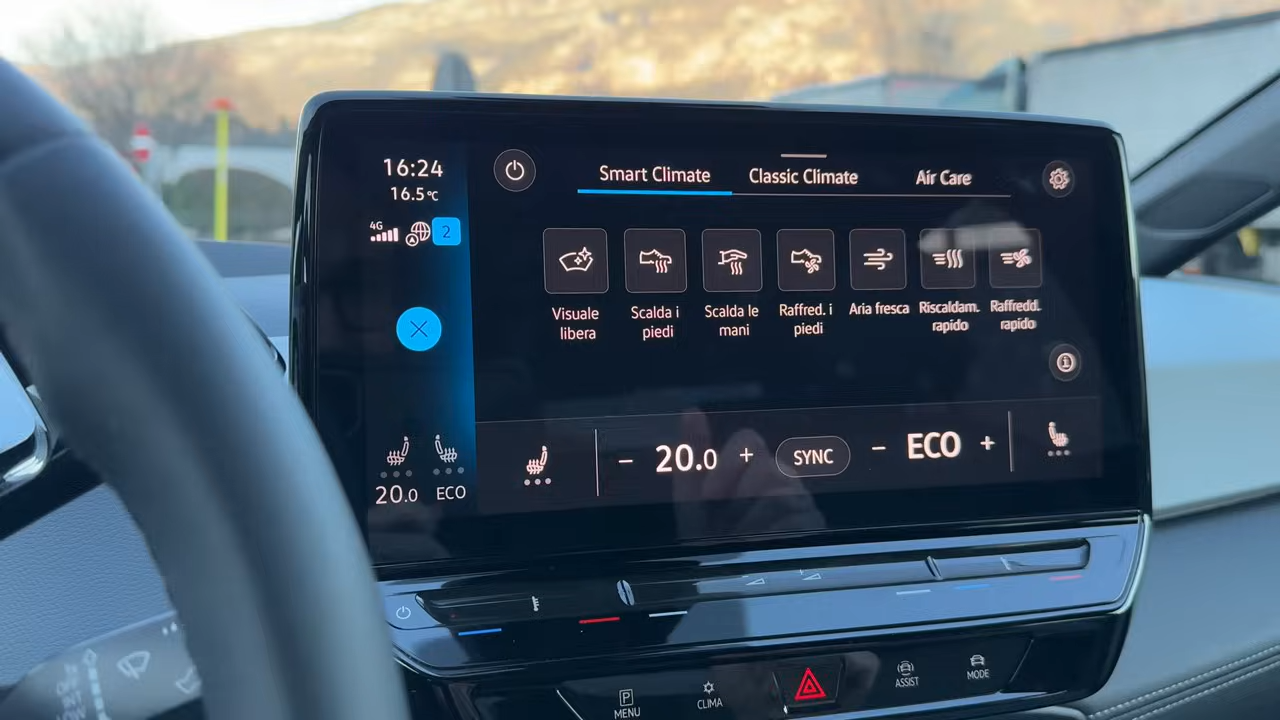 16:24
16.5°C
4G
2
Smart Climate
Classic Climate
Air Care
Visuale
libera
Scalda i
piedi
Scalda le
mani
Raffred. i
piedi
Aria fresca
Riscaldam.
rapido
Raffredd.
rapido
20.0
ECO
− 20.0 +
SYNC
− ECO +
P
MENU
CLIMA
ASSIST
MODE